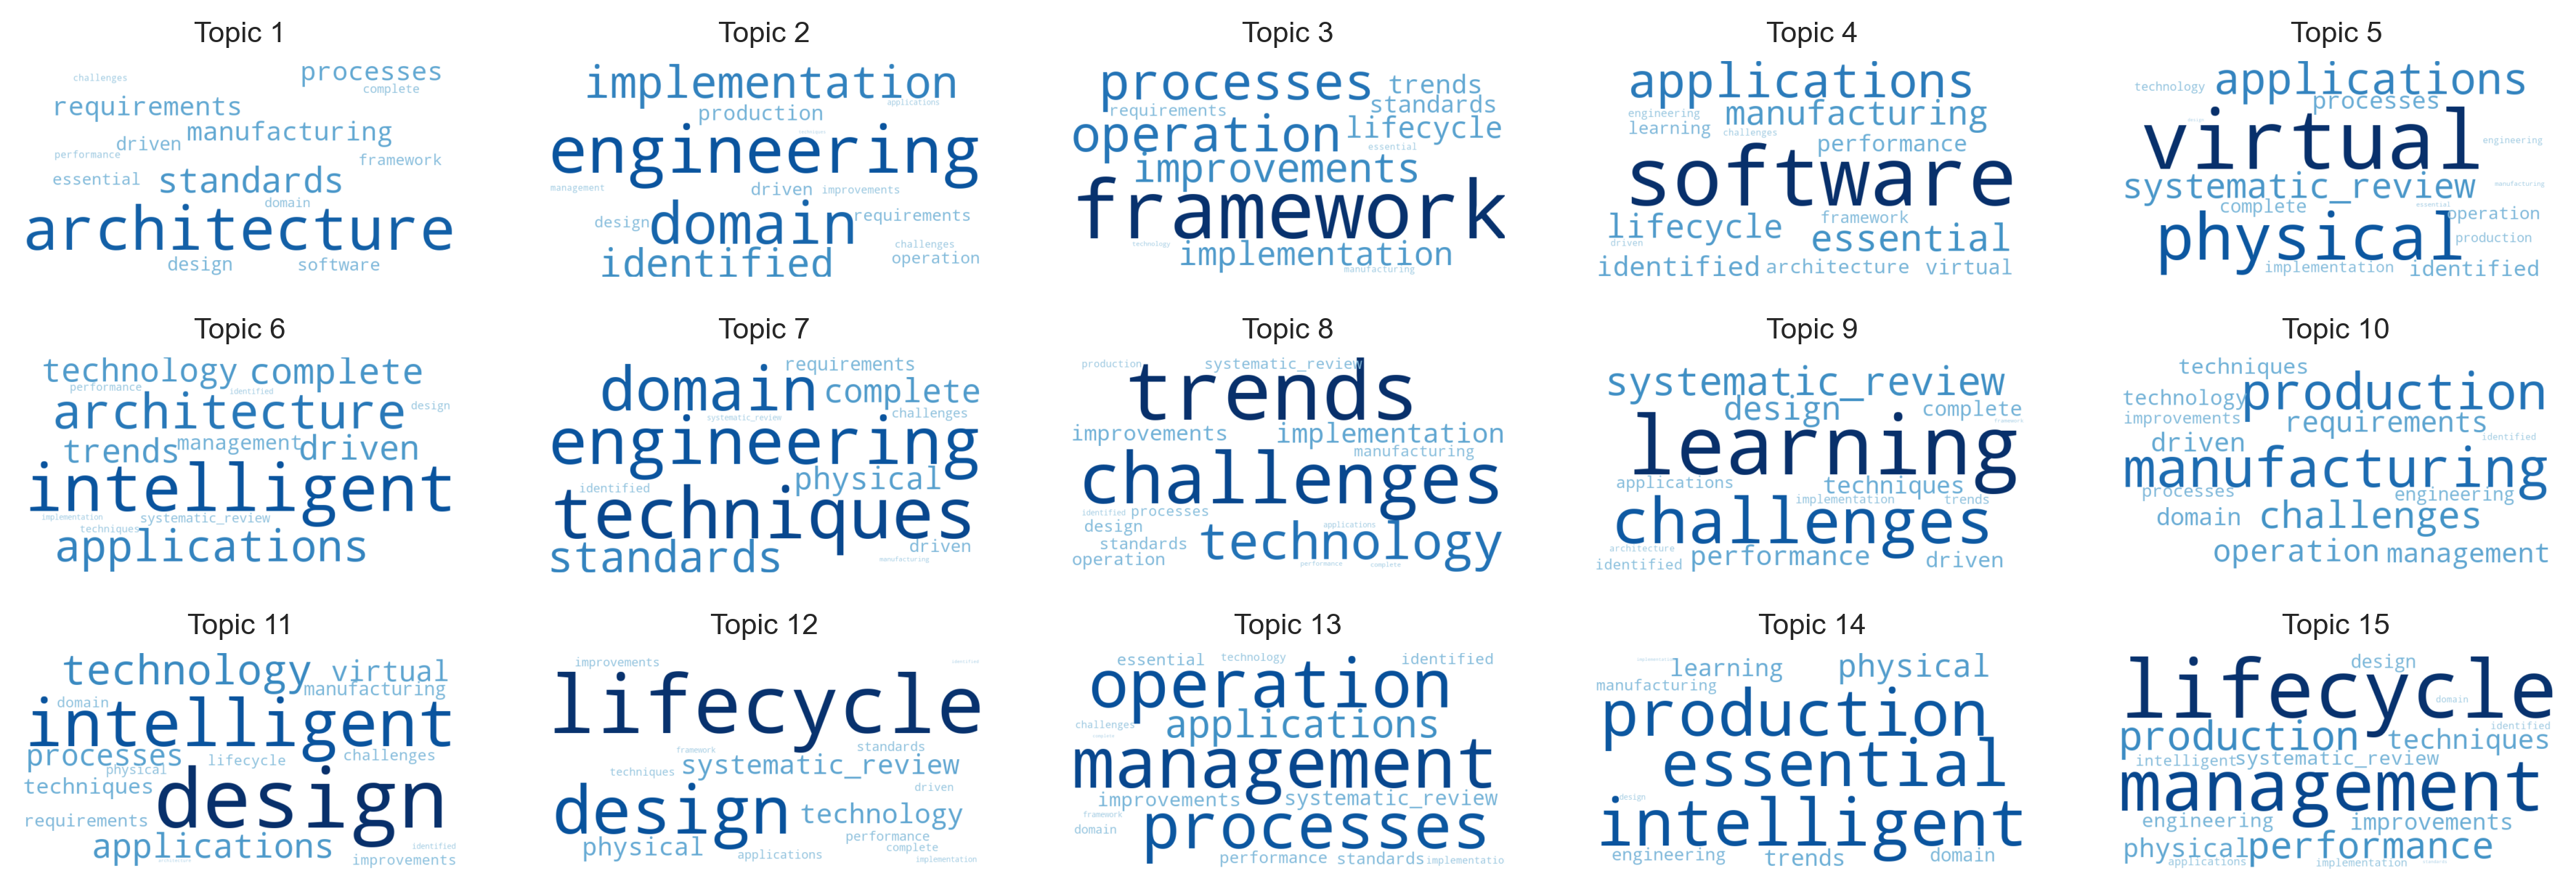 Topic 1
challenges
processes
complete
requirements
manufacturing
driven
performance
framework
essential
standards
domain
architecture
design
software
Topic 2
implementation
applications
production
techniques
engineering
management
driven
improvements
design
domain
requirements
identified
challenges
operation
Topic 3
processes
trends
requirements
standards
operation
lifecycle
essential
improvements
framework
technology
implementation
manufacturing
Topic 4
applications
engineering
manufacturing
learning
challenges
performance
software
lifecycle
framework
driven
essential
identified
architecture
virtual
Topic 5
technology
applications
processes
design
virtual
engineering
systematic_review
manufacturing
complete
essential
operation
physical
production
implementation
identified
Topic 6
technology
complete
performance
identified
architecture
design
trends
management
driven
intelligent
implementation
systematic_review
techniques
applications
Topic 7
requirements
domain
complete
systematic_review
challenges
engineering
physical
identified
techniques
standards
driven
manufacturing
Topic 8
production
systematic_review
trends
improvements
implementation
manufacturing
challenges
identified
processes
design
applications
standards
technology
operation
performance
complete
Topic 9
systematic_review
design
complete
framework
learning
applications
techniques
implementation
trends
challenges
architecture
identified
performance
driven
Topic 10
techniques
technology
production
improvements
requirements
driven
identified
manufacturing
processes
engineering
domain
challenges
operation
management
Topic 11
technology
virtual
manufacturing
domain
intelligent
processes
lifecycle
challenges
physical
techniques
design
requirements
applications
identified
improvements
Topic 12
improvements
identified
lifecycle
framework
standards
techniques
systematic_review
driven
design
technology
performance
physical
complete
applications
implementation
Topic 13
essential
technology
identified
operation
challenges
applications
complete
management
improvements
systematic_review
framework
domain
processes
performance
standards
implementatio
Topic 14
implementation
learning
physical
manufacturing
production
essential
design
intelligent
engineering
trends
domain
Topic 15
design
lifecycle
domain
identified
production
techniques
intelligent
systematic_review
management
engineering
improvements
physical
performance
applications
implementation